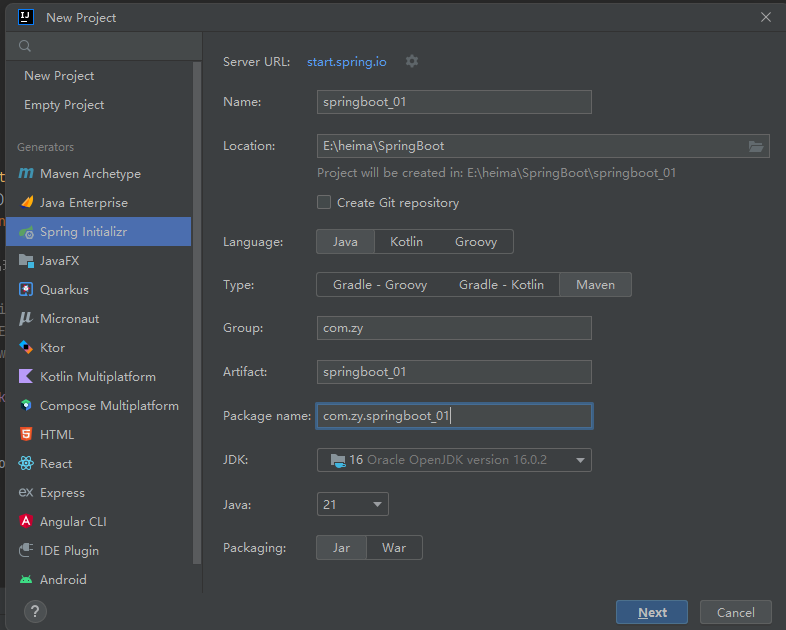 New Project
New Project
Empty Project
Generators
Maven Archetype
Java Enterprise
Spring Initializr
JavaFX
Quarkus
Micronaut
Ktor
Kotlin Multiplatform
Compose Multiplatform
HTML
React
Express
Angular CLI
IDE Plugin
Android
Server URL: start.spring.io
Name: springboot_01
Location: E:\heima\SpringBoot
Project will be created in: E:\heima\SpringBoot\springboot_01
Create Git repository
Language: Java Kotlin Groovy
Type: Gradle - Groovy Gradle - Kotlin Maven
Group: com.zy
Artifact: springboot_01
Package name: com.zy.springboot_01
JDK: 16 Oracle OpenJDK version 16.0.2
Java: 21
Packaging: Jar War
? Next Cancel